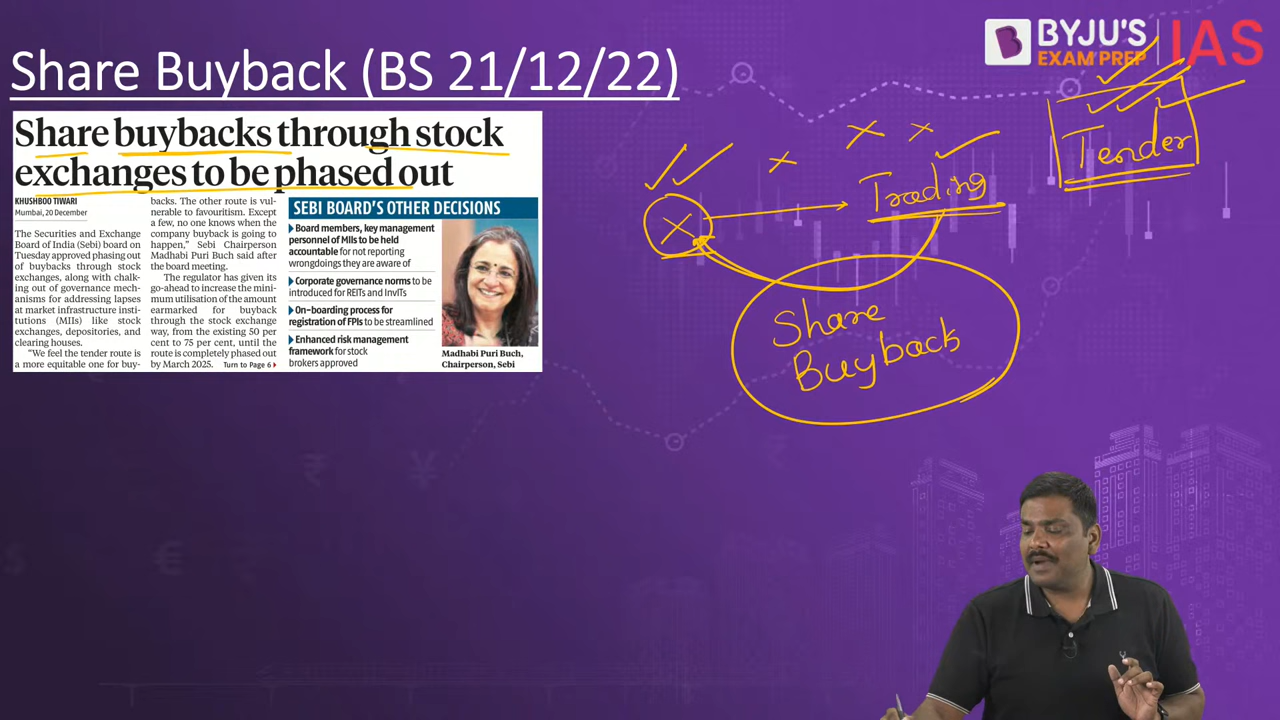 Share Buyback (BS 21/12/22)
BYJU'S
EXAM PREP
IAS
Share buybacks through stock
exchanges to be phased out
KHUSHBOO TIWARI
Mumbai, 20 December
The Securities and Exchange
Board of India (Sebi) board on
Tuesday approved phasing out
of buybacks through stock
exchanges, along with chalk-
ing out of governance mech-
anisms for addressing lapses
at market infrastructure insti-
tutions (MIIs) like stock
exchanges, depositories, and
clearing houses.
“We feel the tender route is
a more equitable one for buy-
backs. The other route is vul-
nerable to favouritism. Except
a few, no one knows when the
company buyback is going to
happen,” Sebi Chairperson
Madhabi Puri Buch said after
the board meeting.
The regulator has given its
go-ahead to increase the mini-
mum utilisation of the amount
earmarked for buyback
through the stock exchange
way, from the existing 50 per
cent to 75 per cent, until the
route is completely phased out
by March 2025. Turn to Page 6
SEBI BOARD'S OTHER DECISIONS
Board members, key management
personnel of MIIs to be held
accountable for not reporting
wrongdoings they are aware of
Corporate governance norms to be
introduced for REITs and InvITs
On-boarding process for
registration of FPIs to be streamlined
Enhanced risk management
framework for stock
brokers approved
Madhabi Puri Buch,
Chairperson, Sebi
X X X
Tender
Trading
X
Share
Buyback